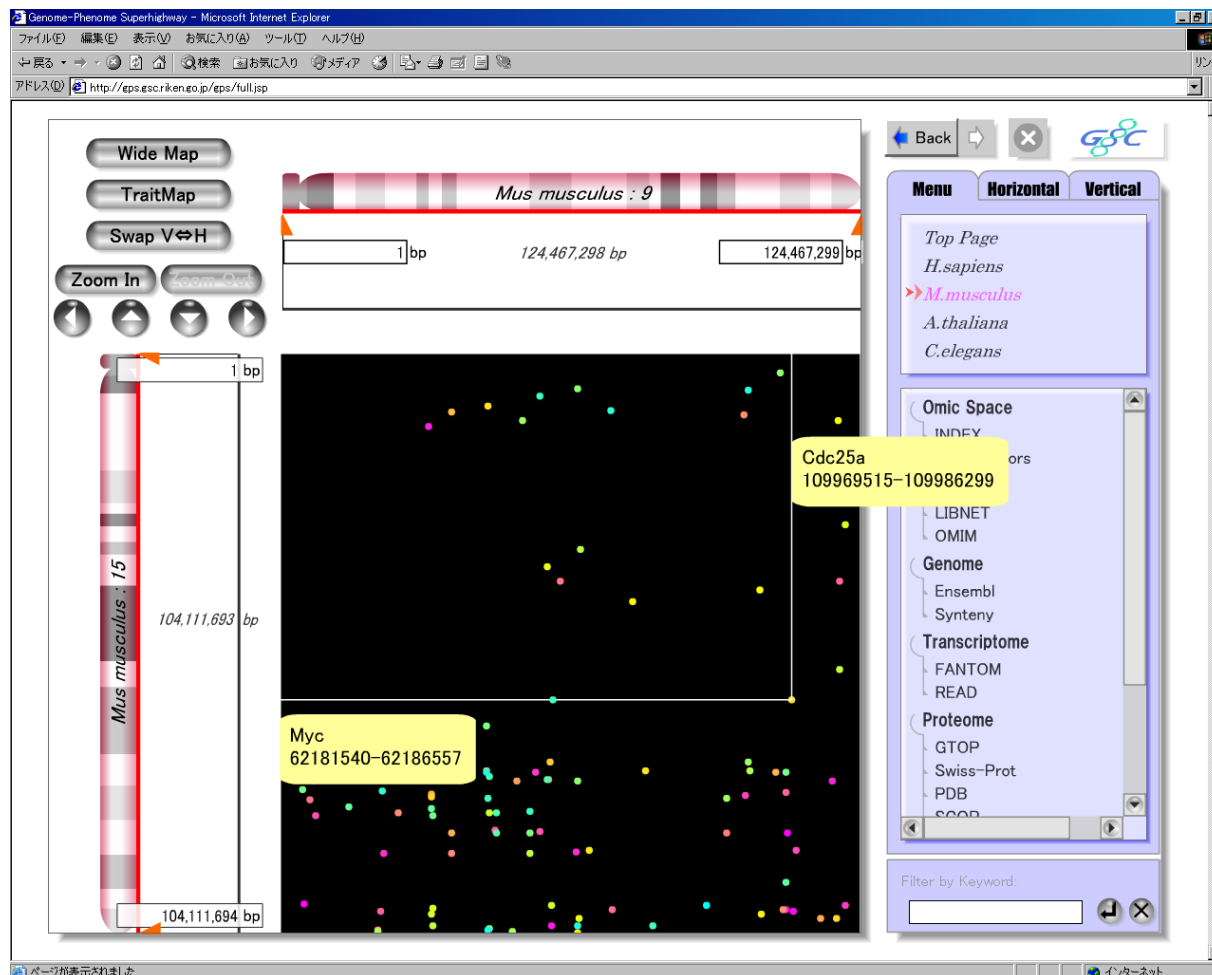 Genome-Phenome Superhighway - Microsoft Internet Explorer
ファイル(F) 編集(E) 表示(V) お気に入り(A) ツール(T) ヘルプ(H)
戻る 検索 お気に入り メディア リン
アドレス(D) http://gps.gsc.riken.go.jp/gps/full.jsp
Wide Map
TraitMap
Swap V⇔H
Zoom In Zoom Out
Mus musculus : 9
1 bp 124,467,298 bp 124,467,299 bp
1 bp
Mus musculus : 15
104,111,693 bp
104,111,694 bp
Cdc25a
109969515-109986299
Myc
62181540-62186557
Back GSC
Menu Horizontal Vertical
Top Page
H.sapiens
M.musculus
A.thaliana
C.elegans
Omic Space
INDEX
ors
LIBNET
OMIM
Genome
Ensembl
Synteny
Transcriptome
FANTOM
READ
Proteome
GTOP
Swiss-Prot
PDB
SCOP
Filter by Keyword:
ページが表示されました インターネット